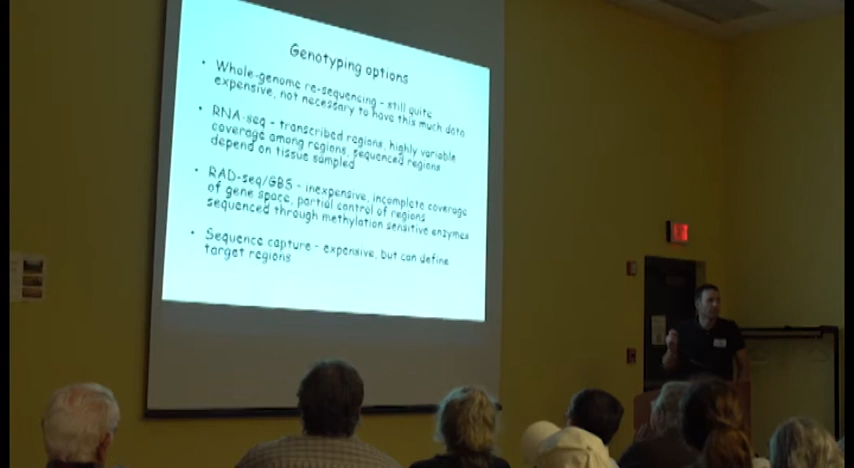 Genotyping options
• Whole-genome re-sequencing - still quite
expensive, not necessary to have this much data
• RNA-seq - transcribed regions, highly variable
coverage among regions, sequenced regions
depend on tissue sampled
• RAD-seq/GBS - inexpensive, incomplete coverage
of gene space, partial control of regions
sequenced through methylation sensitive enzymes
• Sequence capture - expensive, but can define
target regions